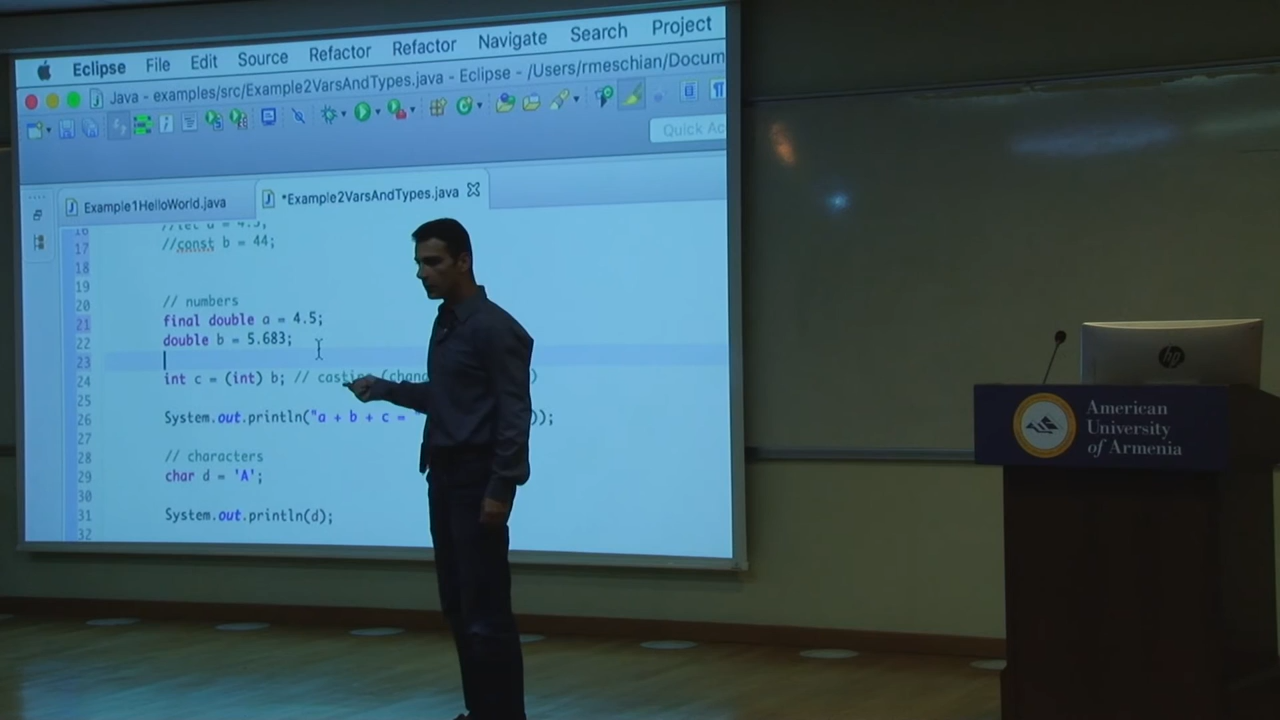 Eclipse File Edit Source Refactor Refactor Navigate Search Project
Java - examples/src/Example2VarsAndTypes.java - Eclipse - /Users/rmeschian/Docum
Quick Ac
Example1HelloWorld.java
*Example2VarsAndTypes.java
16
17 //const b = 44;
18
19
20 // numbers
21 final double a = 4.5;
22 double b = 5.683;
23
24 int c = (int) b; // casting (chang )
25
26 System.out.println("a + b + c = " ));
27
28 // characters
29 char d = 'A';
30
31 System.out.println(d);
32
hp
American
University
of Armenia